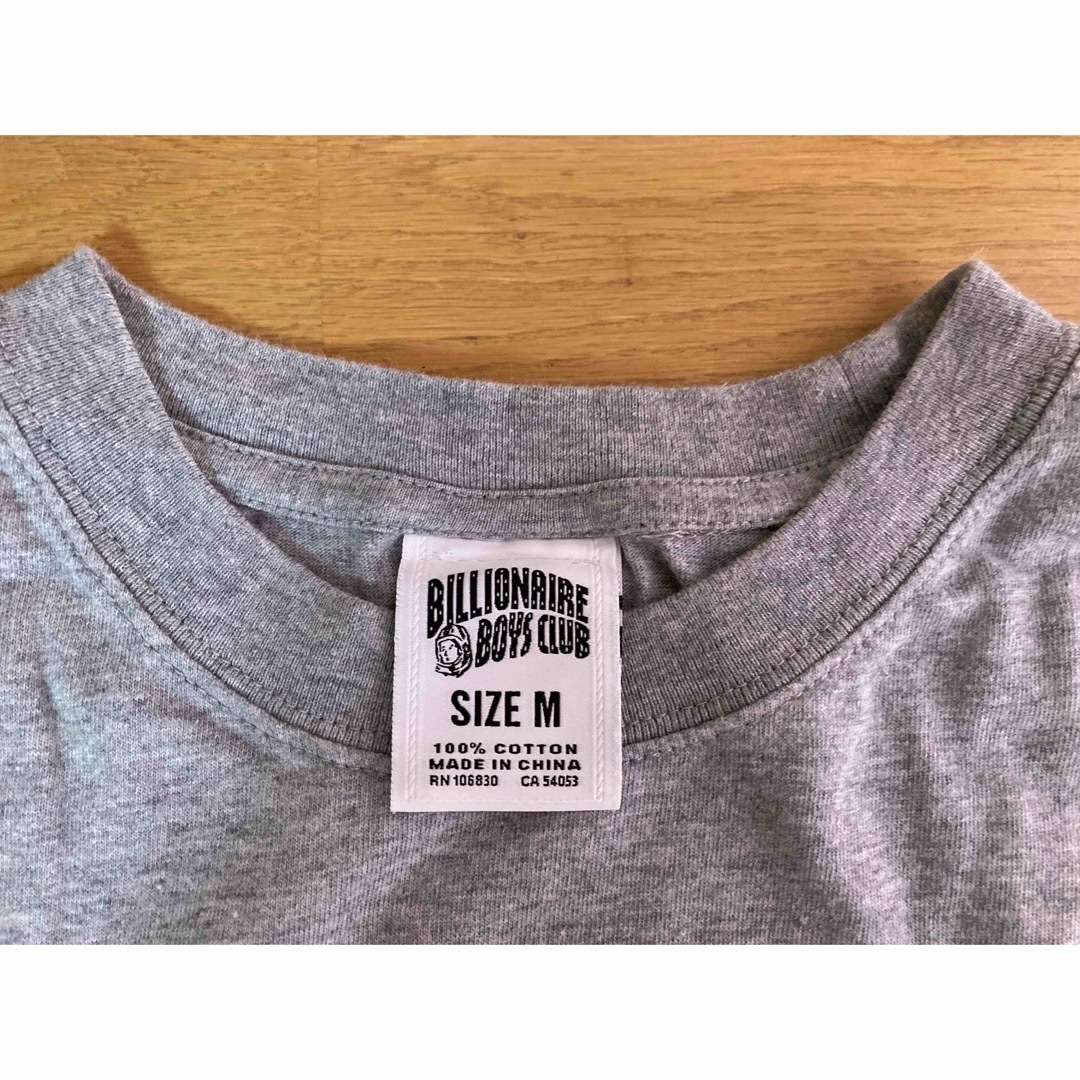 BILLIONAIRE
BOYS CLUB
SIZE M
100% COTTON
MADE IN CHINA
RN 106830 CA 54053